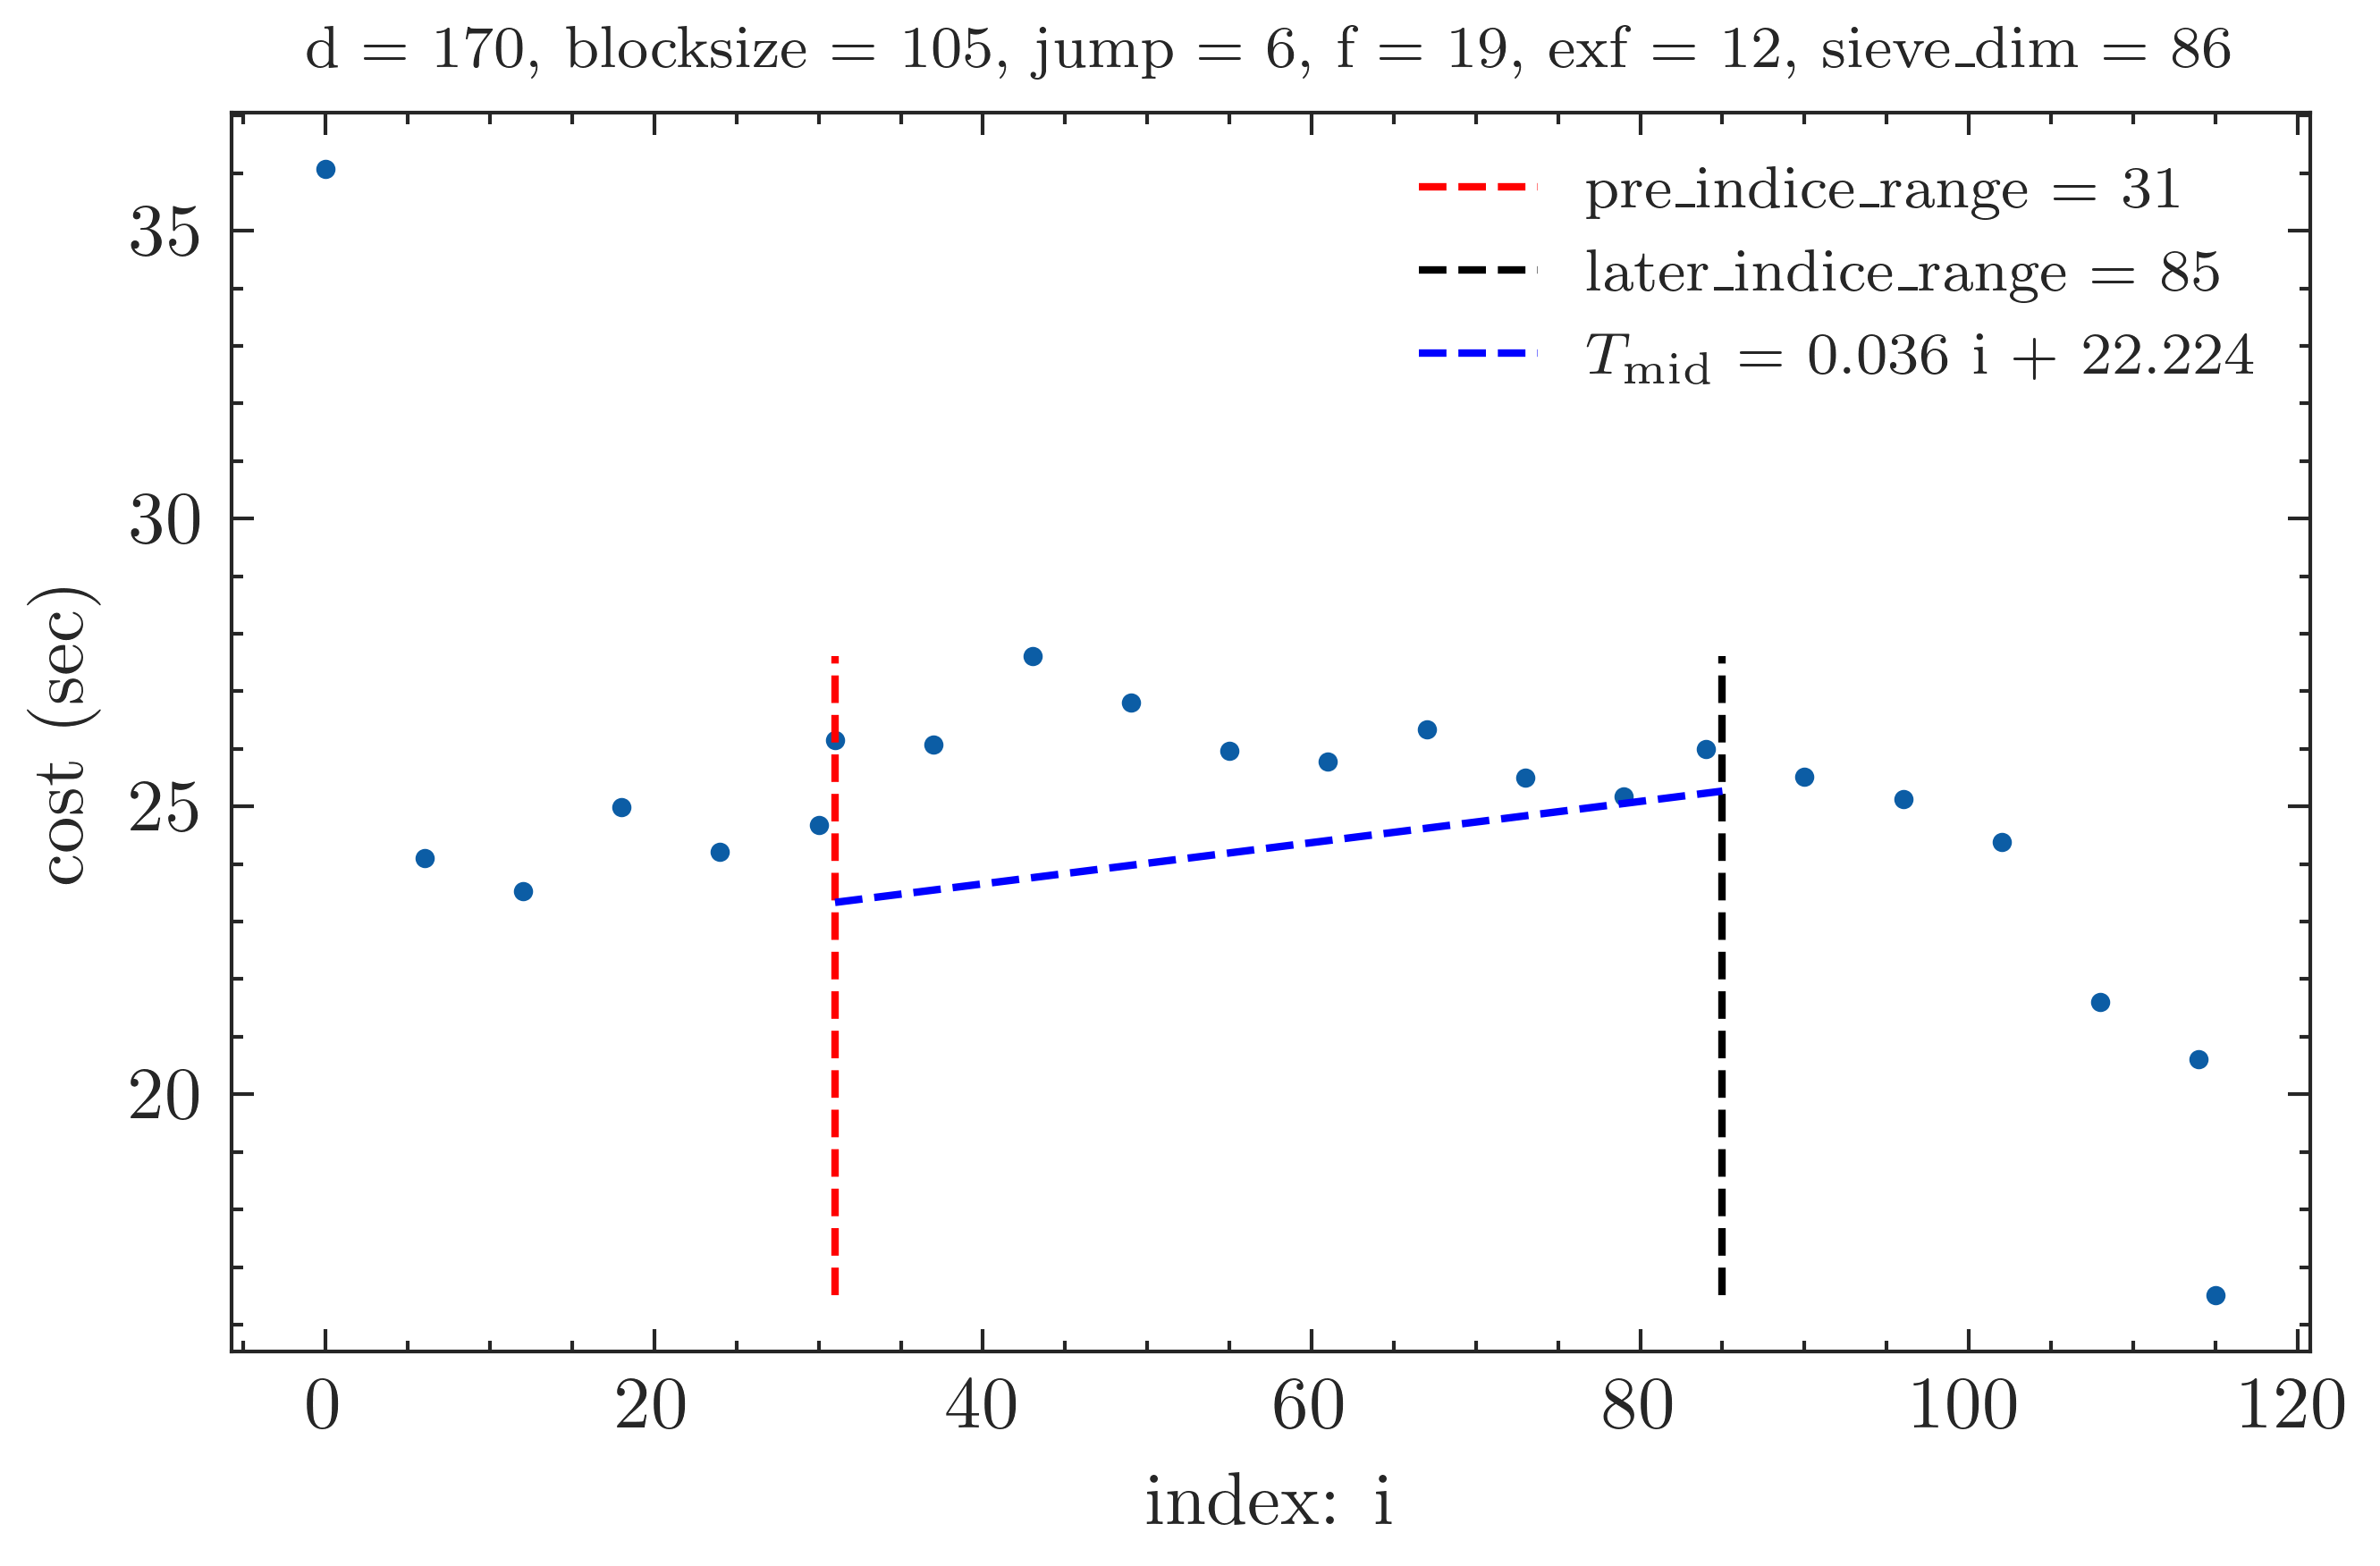 d = 170, blocksize = 105, jump = 6, f = 19, exf = 12, sieve_dim = 86
pre_indice_range = 31
later_indice_range = 85
T_mid = 0.036 i + 22.224
35
30
25
20
cost (sec)
0 20 40 60 80 100 120
index: i